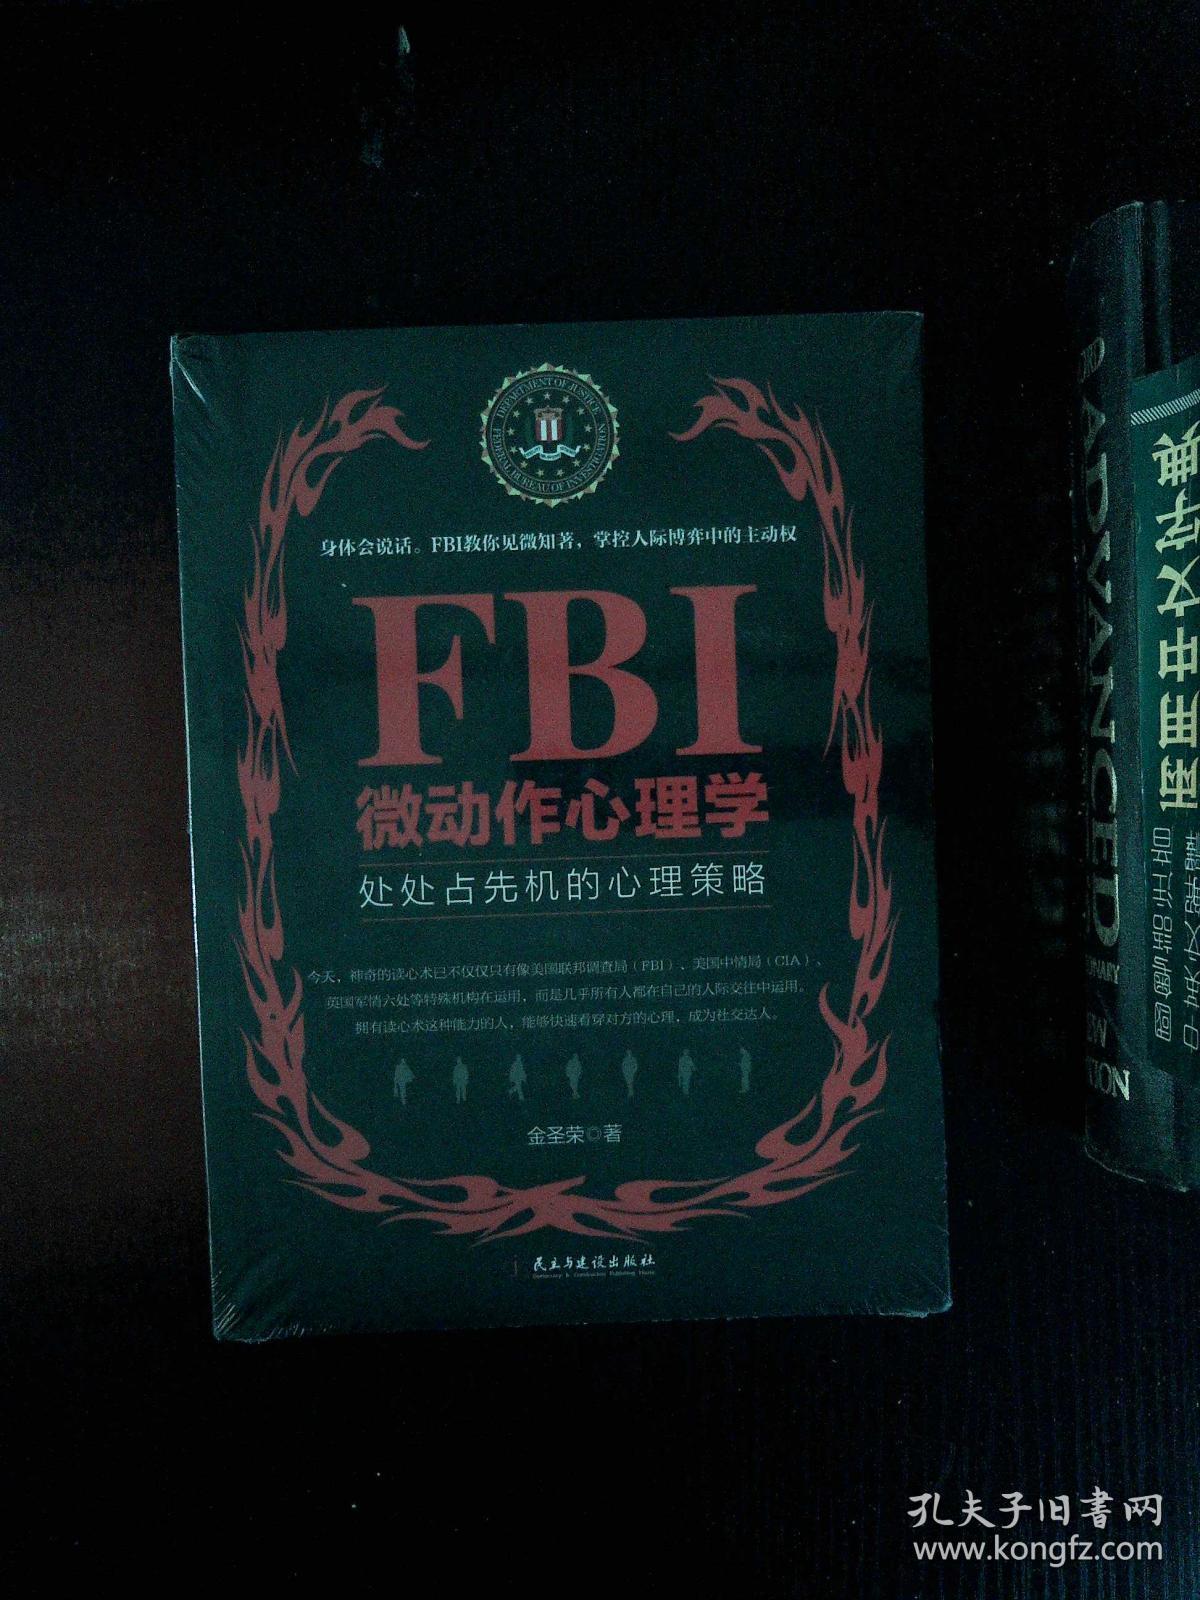 DEPARTMENT OF JUSTICE
FEDERAL BUREAU OF INVESTIGATION
身体会说话。FBI教你见微知著，掌控人际博弈中的主动权
FBI
微动作心理学
处处占先机的心理策略
今天，神奇的读心术已不仅仅只有像美国联邦调查局（FBI）、美国中情局（CIA）、
英国军情六处等特殊机构在运用，而是几乎所有人都在自己的人际交往中运用。
拥有读心术这种能力的人，能够快速看穿对方的心理，成为社交达人。
金圣荣◎著
民主与建设出版社
Democracy & Construction Publishing House
ADVANCED
孔夫子旧书网
www.kongfz.com